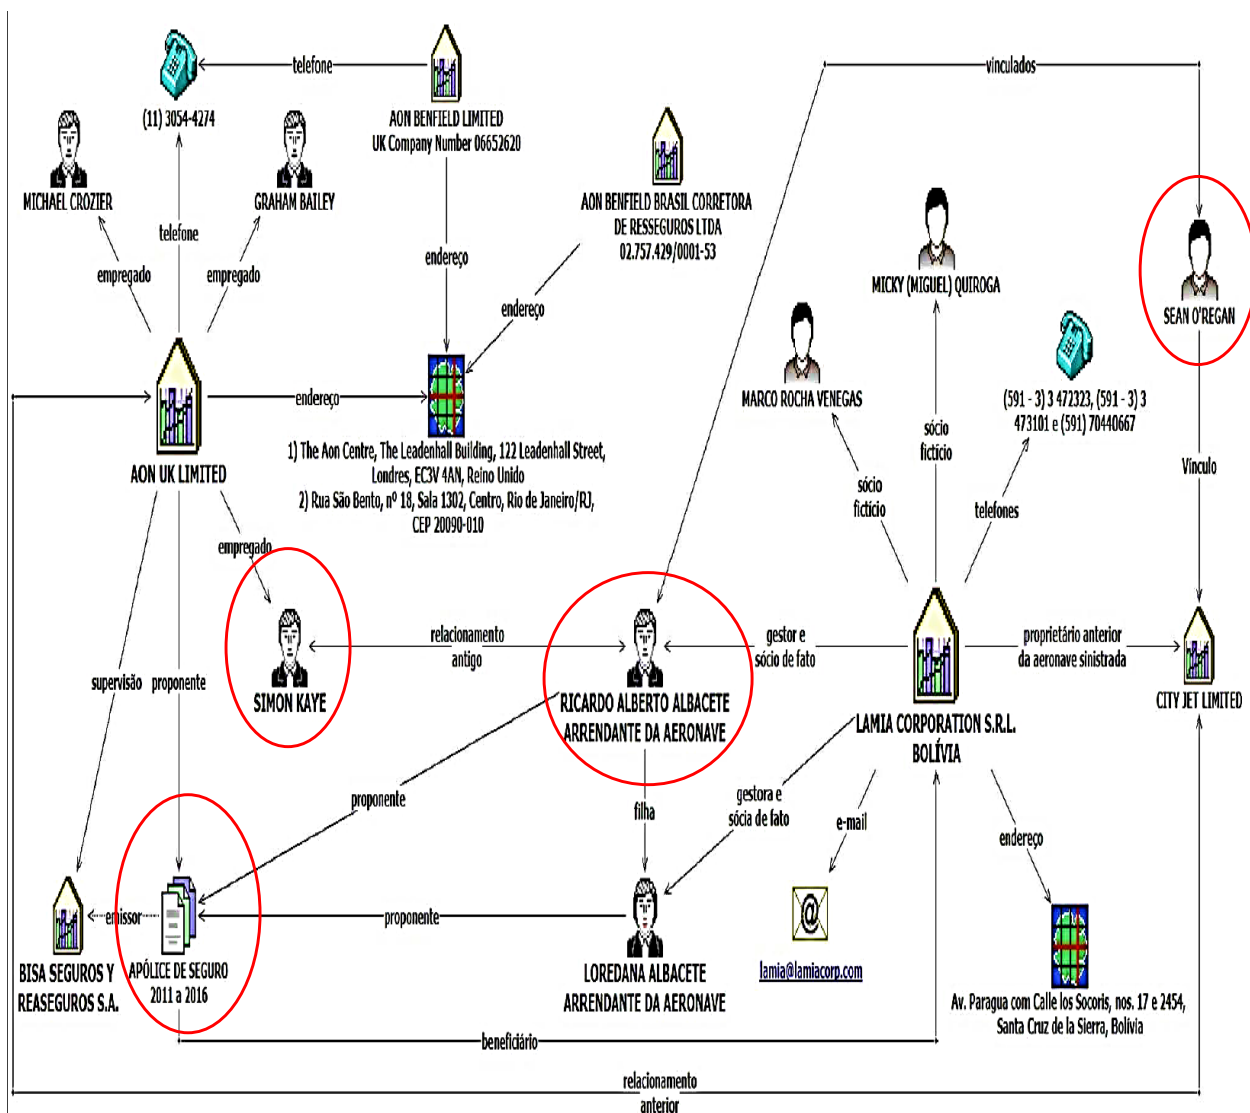 telefone
vinculados
(11) 3054-4274
AON BENFIELD LIMITED
UK Company Number 06652620
MICHAEL CROZIER
GRAHAM BAILEY
AON BENFIELD BRASIL CORRETORA
DE RESSEGUROS LTDA
02.757.429/0001-53
telefone
empregado
empregado
endereço
endereço
MICKY (MIGUEL) QUIROGA
SEAN O'REGAN
MARCO ROCHA VENEGAS
(591 - 3) 3 472323, (591 - 3) 3
473101 e (591) 70440667
endereço
sócio
fictício
sócio
fictício
telefones
Vínculo
1) The Aon Centre, The Leadenhall Building, 122 Leadenhall Street,
Londres, EC3V 4AN, Reino Unido
2) Rua São Bento, nº 18, Sala 1302, Centro, Rio de Janeiro/RJ,
CEP 20090-010
AON UK LIMITED
empregado
relacionamento
antigo
gestor e
sócio de fato
proprietário anterior
da aeronave sinistrada
supervisão
proponente
SIMON KAYE
RICARDO ALBERTO ALBACETE
ARRENDANTE DA AERONAVE
LAMIA CORPORATION S.R.L.
BOLÍVIA
CITY JET LIMITED
proponente
filha
gestora e
sócia de fato
e-mail
endereço
emissor
proponente
@
BISA SEGUROS Y
REASEGUROS S.A.
APÓLICE DE SEGURO
2011 a 2016
LOREDANA ALBACETE
ARRENDANTE DA AERONAVE
lamia@lamiacorp.com
Av. Paragua com Calle los Socoris, nos. 17 e 2454,
Santa Cruz de la Sierra, Bolívia
beneficiário
relacionamento
anterior